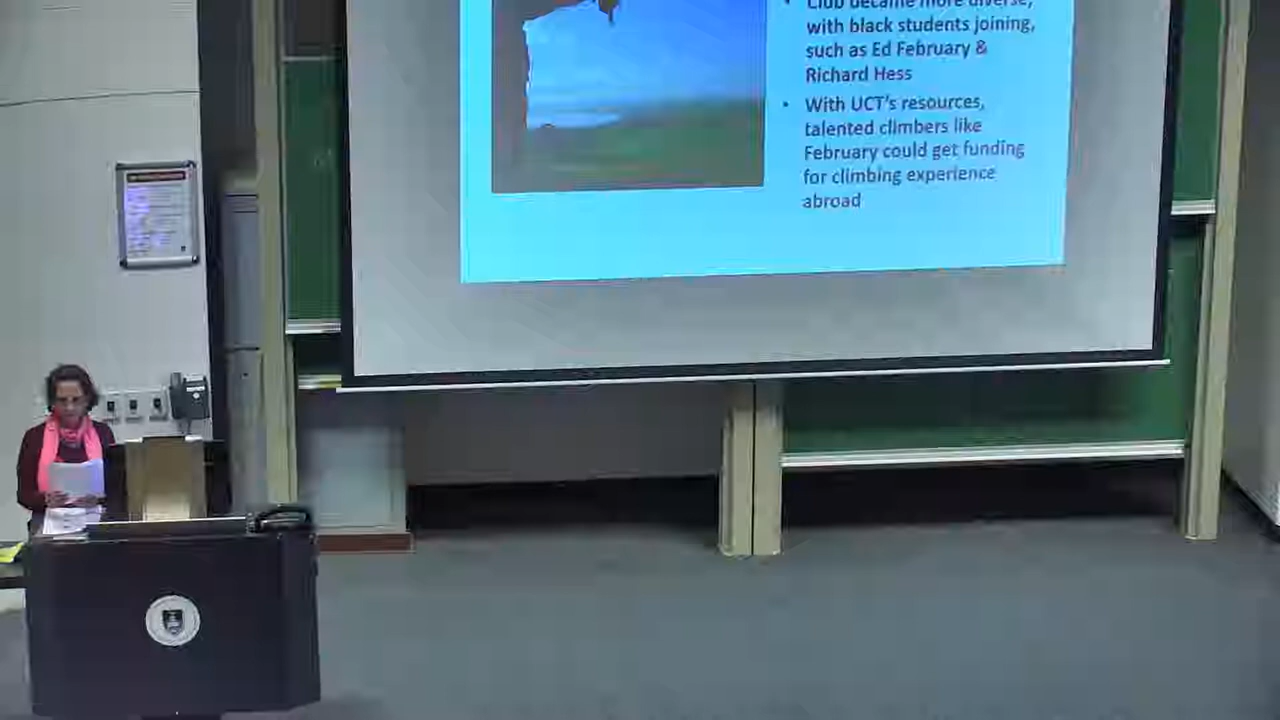 Club became more diverse,
with black students joining,
such as Ed February &
Richard Hess
• With UCT's resources,
talented climbers like
February could get funding
for climbing experience
abroad